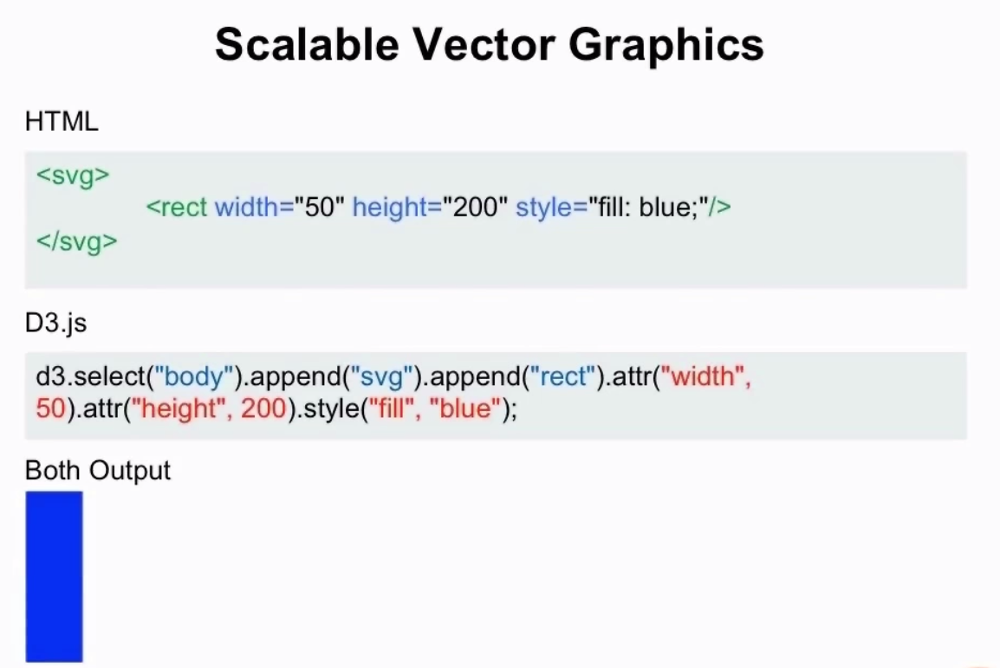 Scalable Vector Graphics
HTML
<svg>
<rect width="50" height="200" style="fill: blue;"/>
</svg>
D3.js
d3.select("body").append("svg").append("rect").attr("width",
50).attr("height", 200).style("fill", "blue");
Both Output